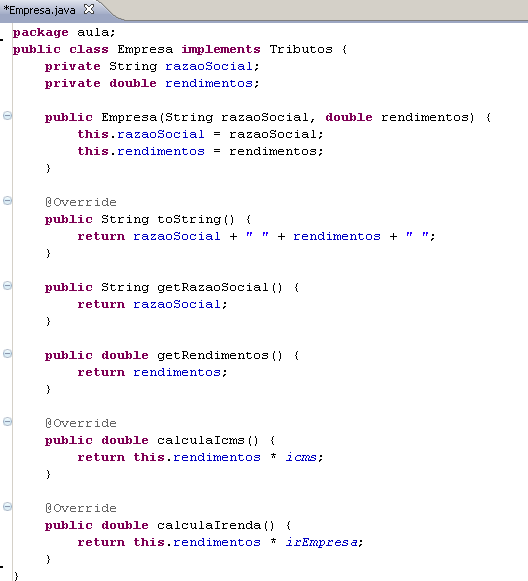 *Empresa.java
package aula;
public class Empresa implements Tributos {
    private String razaoSocial;
    private double rendimentos;

    public Empresa(String razaoSocial, double rendimentos) {
        this.razaoSocial = razaoSocial;
        this.rendimentos = rendimentos;
    }

    @Override
    public String toString() {
        return razaoSocial + " " + rendimentos + " ";
    }

    public String getRazaoSocial() {
        return razaoSocial;
    }

    public double getRendimentos() {
        return rendimentos;
    }

    @Override
    public double calculaIcms() {
        return this.rendimentos * icms;
    }

    @Override
    public double calculaIrenda() {
        return this.rendimentos * irEmpresa;
    }
}